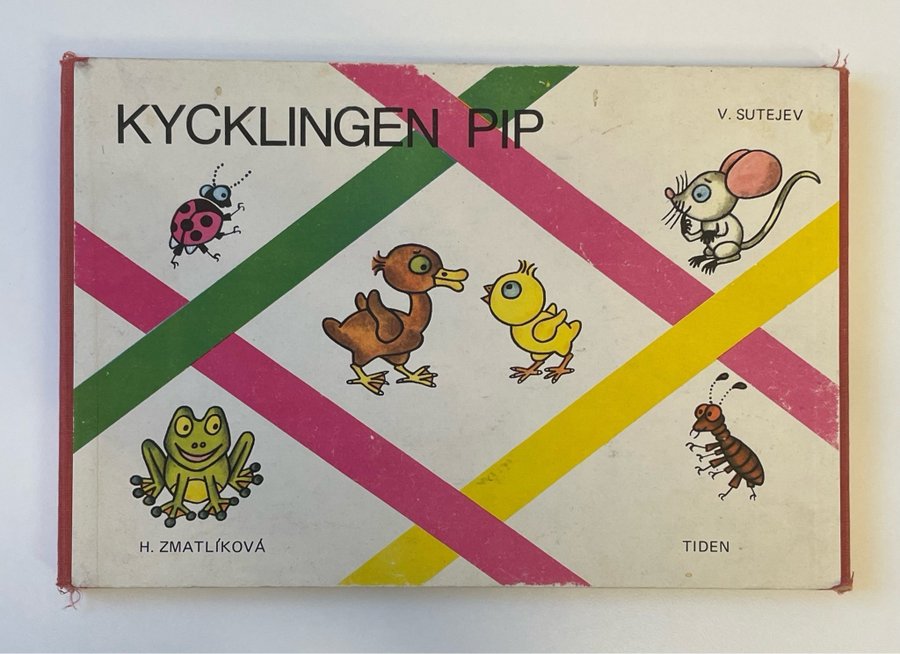 KYCKLINGEN PIP
V. SUTEJEV
H. ZMATLÍKOVÁ
TIDEN